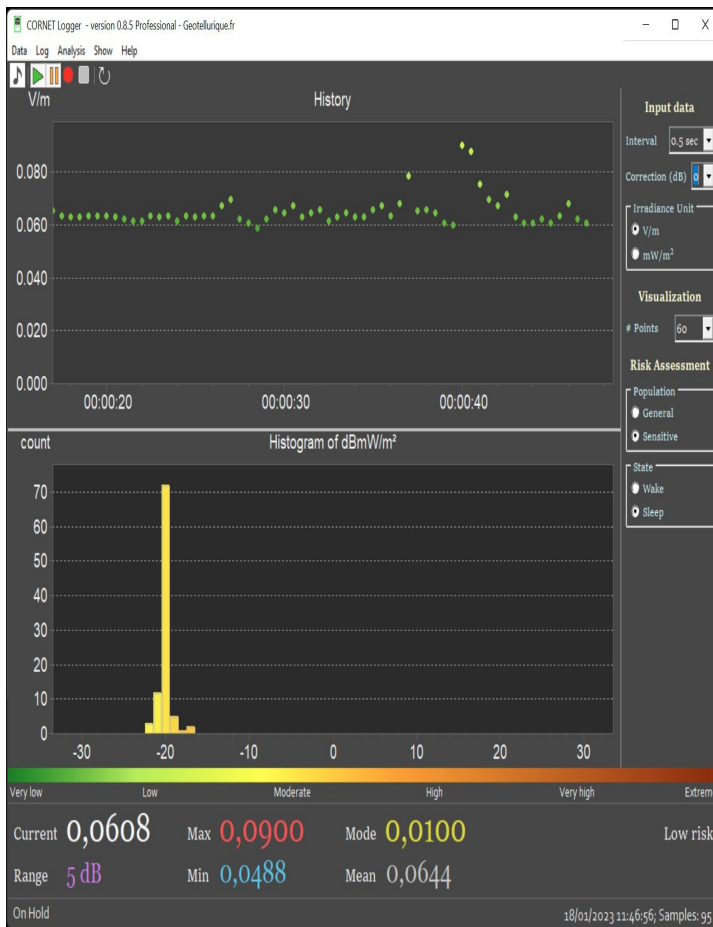 CORNET Logger - version 0.8.5 Professional - Geotellurique.fr
Data Log Analysis Show Help
V/m History
0.080
0.060
0.040
0.020
0.000
00:00:20 00:00:30 00:00:40
count Histogram of dBmW/m²
70
60
50
40
30
20
10
0
-30 -20 -10 0 10 20 30
Input data
Interval 0.5 sec
Correction (dB) 0
Irradiance Unit
V/m
mW/m²
Visualization
# Points 60
Risk Assessment
Population
General
Sensitive
State
Wake
Sleep
Very low Low Moderate High Very high Extrem
Current 0,0608 Max 0,0900 Mode 0,0100 Low risk
Range 5 dB Min 0,0488 Mean 0,0644
On Hold 18/01/2023 11:46:56; Samples: 95